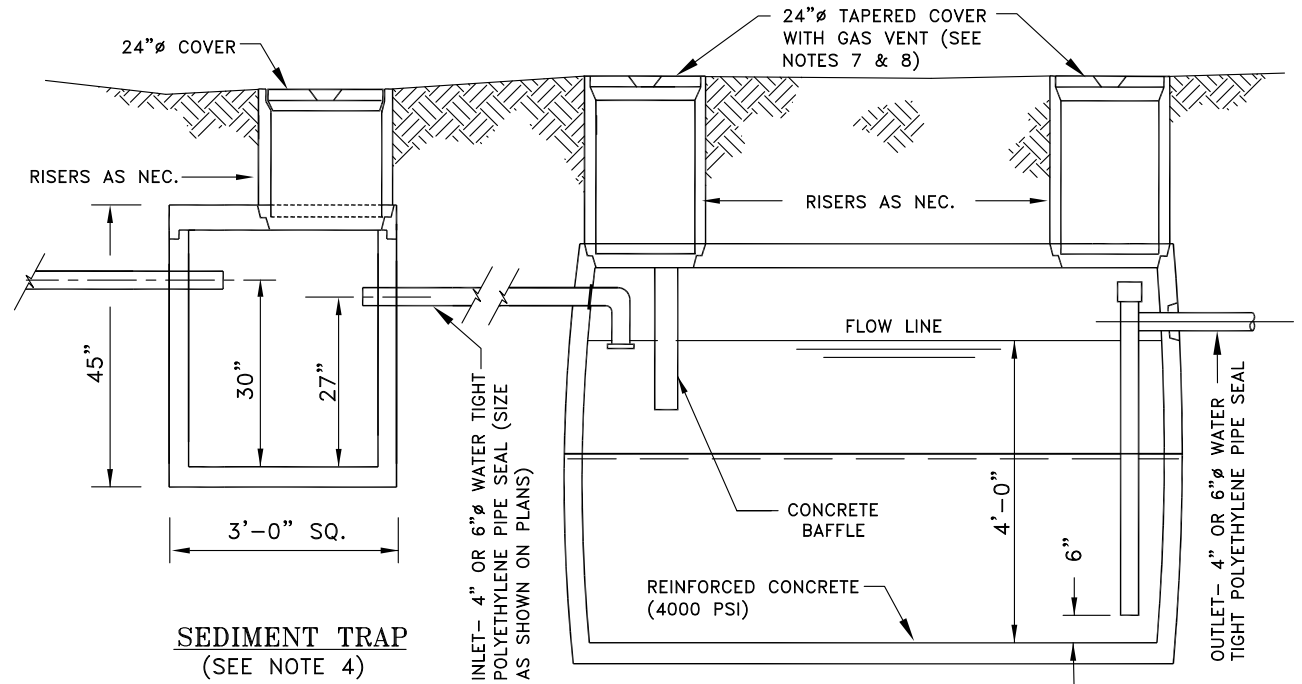 24"ø COVER
24"ø TAPERED COVER
WITH GAS VENT (SEE
NOTES 7 & 8)
RISERS AS NEC.
RISERS AS NEC.
45"
30"
27"
3'-0" SQ.
SEDIMENT TRAP
(SEE NOTE 4)
INLET- 4" OR 6"ø WATER TIGHT
POLYETHYLENE PIPE SEAL (SIZE
AS SHOWN ON PLANS)
FLOW LINE
CONCRETE
BAFFLE
4'-0"
6"
REINFORCED CONCRETE
(4000 PSI)
OUTLET- 4" OR 6"ø WATER
TIGHT POLYETHYLENE PIPE SEAL